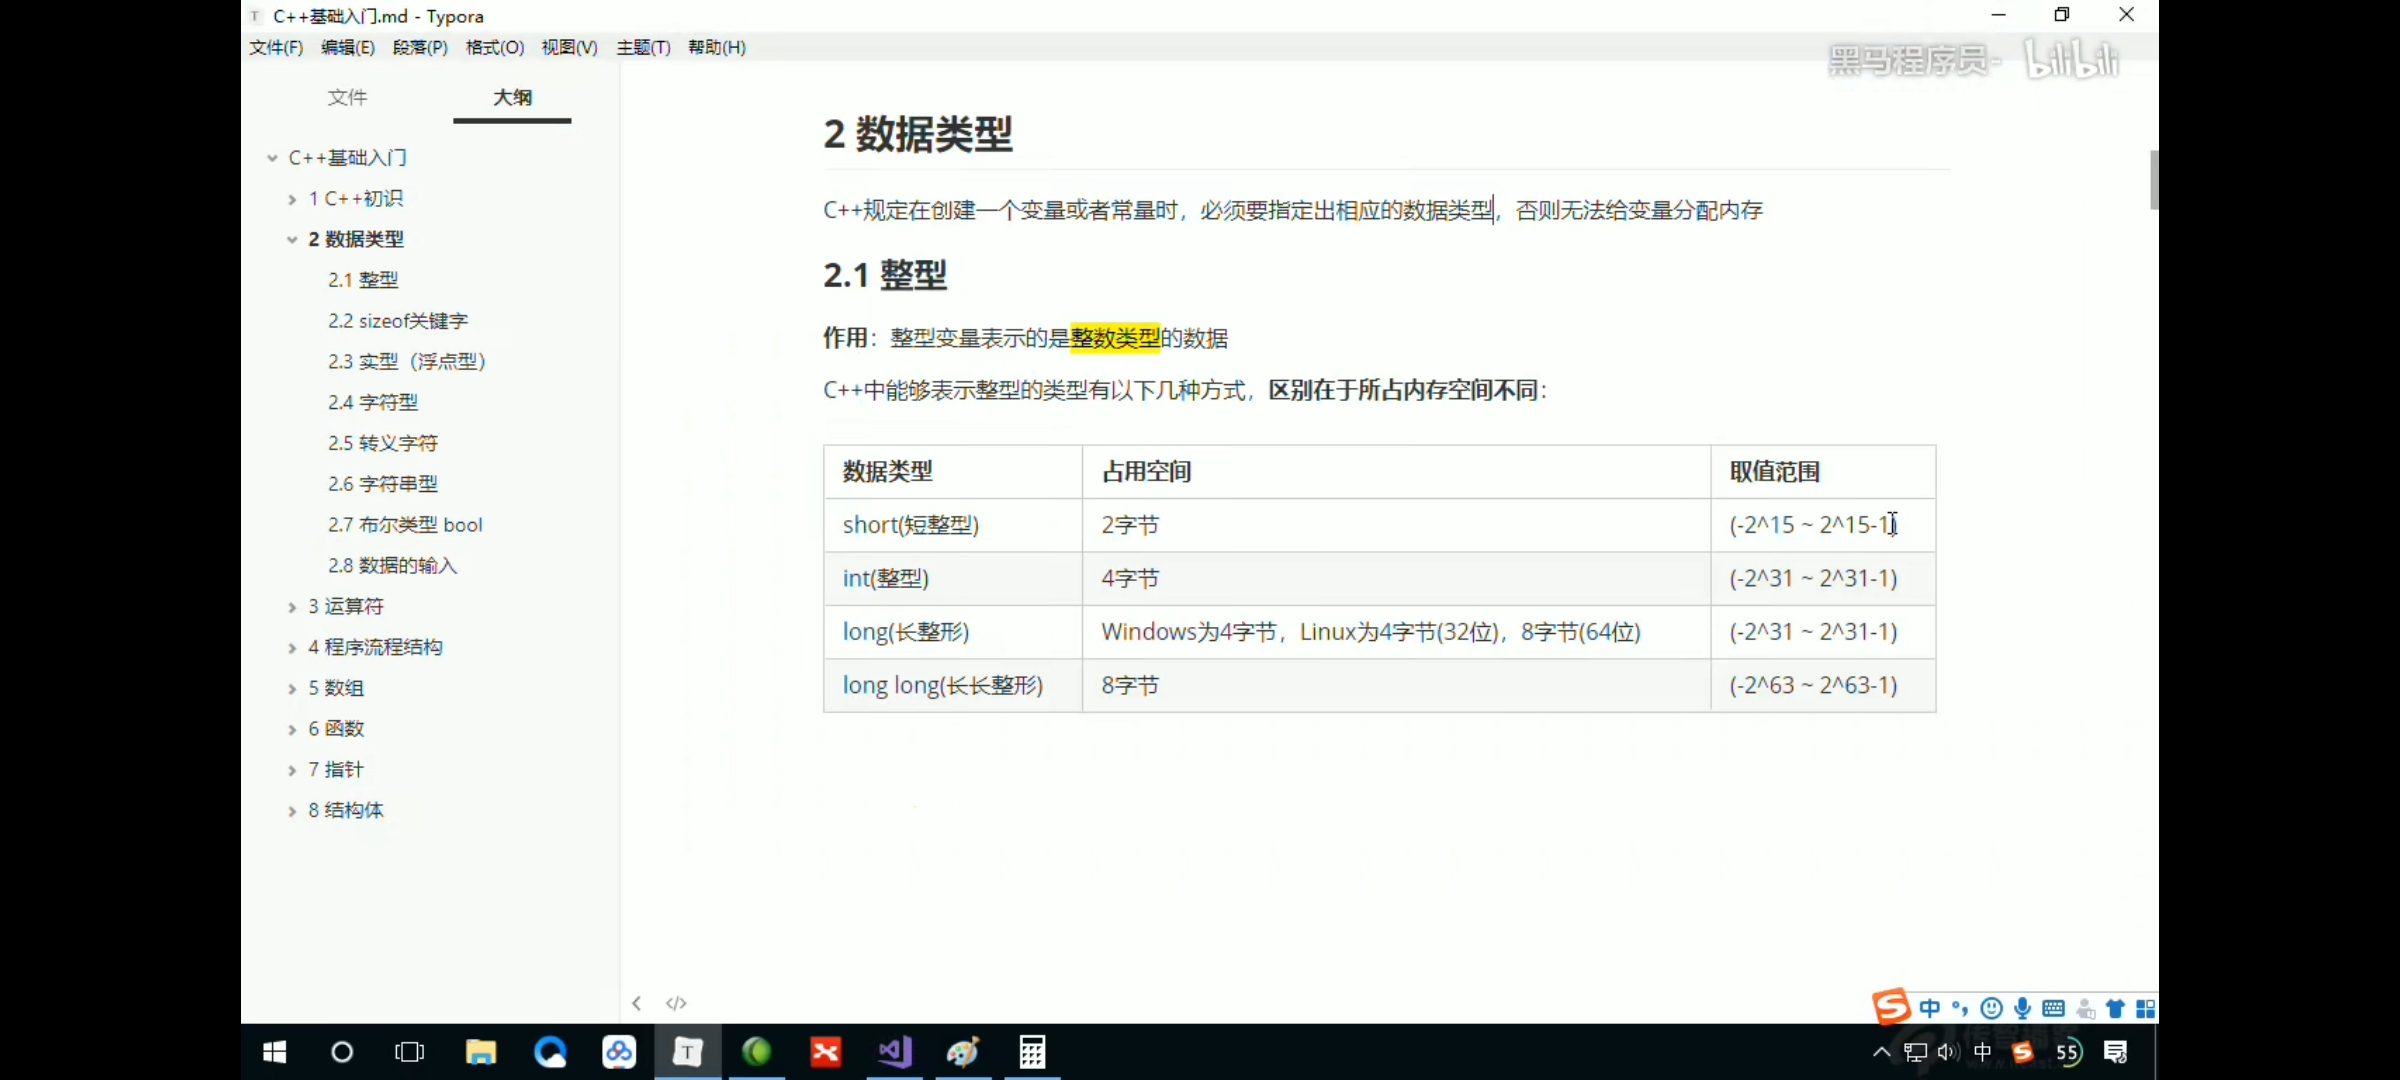 C++基础入门.md - Typora
文件(F) 编辑(E) 段落(P) 格式(O) 视图(V) 主题(T) 帮助(H)
黑马程序员- bilibili
文件 大纲
C++基础入门
1 C++初识
2 数据类型
2.1 整型
2.2 sizeof关键字
2.3 实型（浮点型）
2.4 字符型
2.5 转义字符
2.6 字符串型
2.7 布尔类型 bool
2.8 数据的输入
3 运算符
4 程序流程结构
5 数组
6 函数
7 指针
8 结构体
2 数据类型
C++规定在创建一个变量或者常量时，必须要指定出相应的数据类型，否则无法给变量分配内存
2.1 整型
作用：整型变量表示的是整数类型的数据
C++中能够表示整型的类型有以下几种方式，区别在于所占内存空间不同：
数据类型 占用空间 取值范围
short(短整型) 2字节 (-2^15 ~ 2^15-1)
int(整型) 4字节 (-2^31 ~ 2^31-1)
long(长整形) Windows为4字节，Linux为4字节(32位)，8字节(64位) (-2^31 ~ 2^31-1)
long long(长长整形) 8字节 (-2^63 ~ 2^63-1)
中
中 55